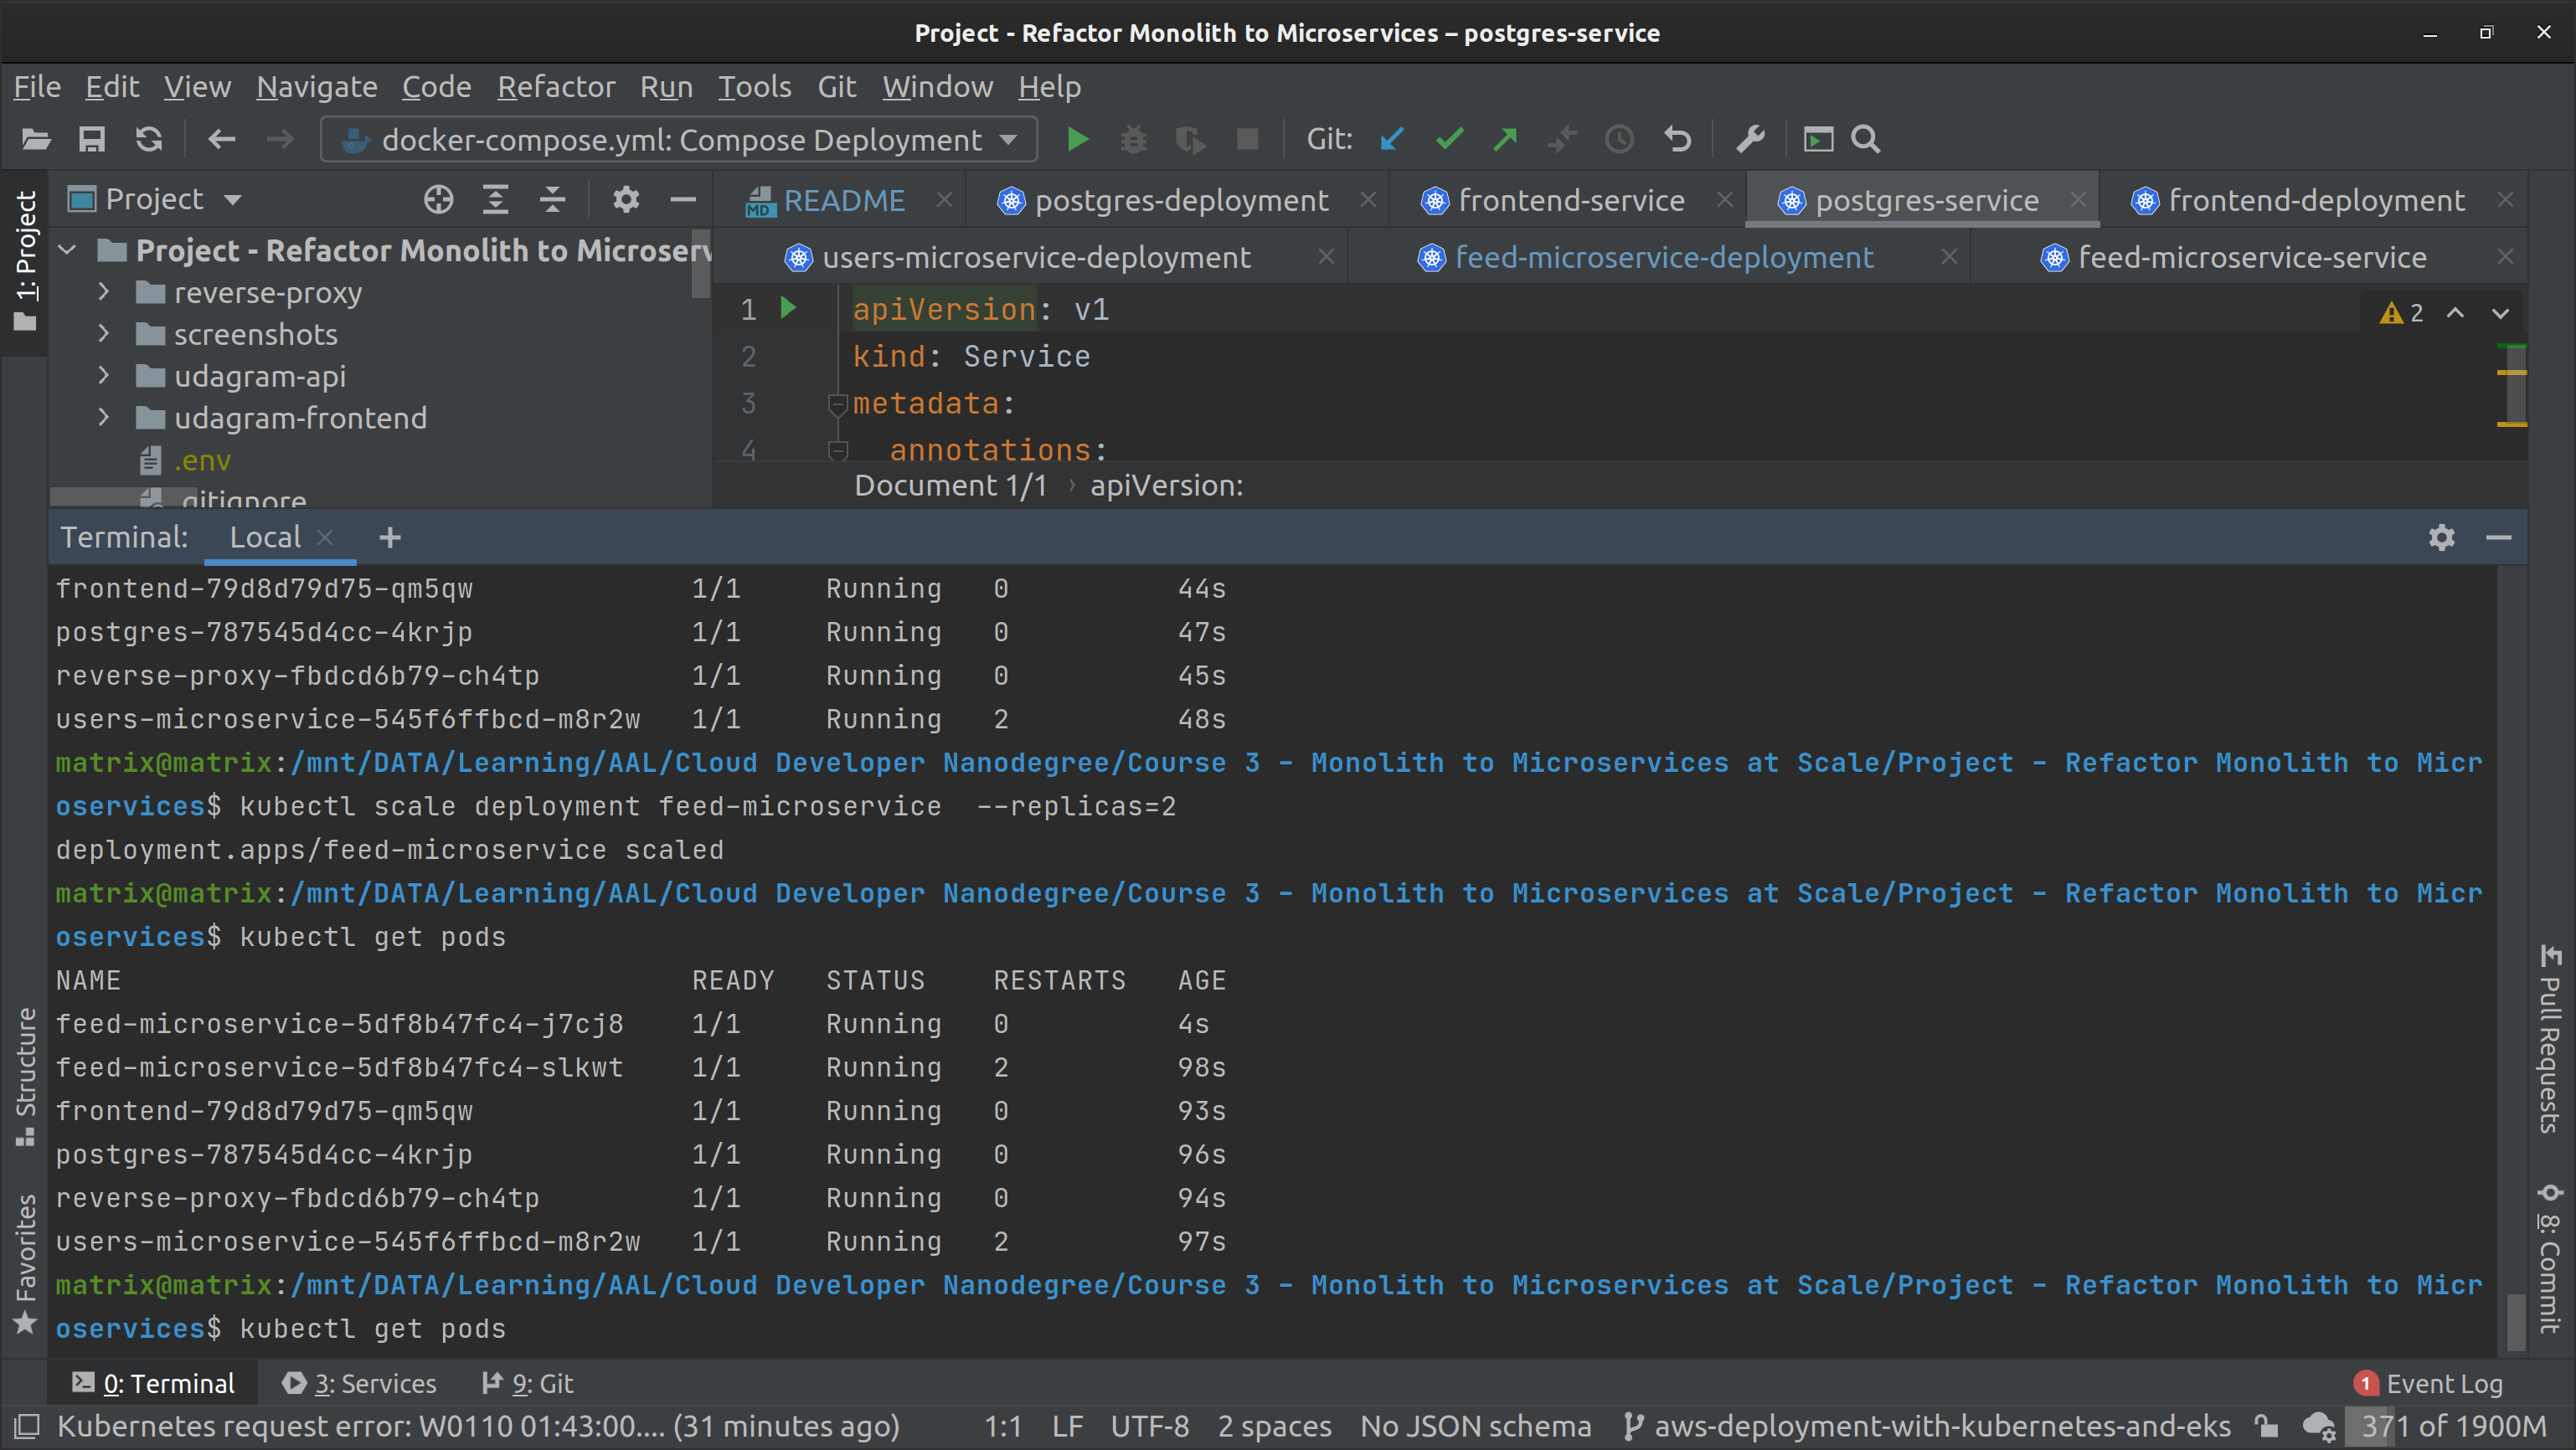 Project - Refactor Monolith to Microservices – postgres-service
File Edit View Navigate Code Refactor Run Tools Git Window Help
docker-compose.yml: Compose Deployment Git:
1: Project
Project
README postgres-deployment frontend-service postgres-service frontend-deployment
users-microservice-deployment feed-microservice-deployment feed-microservice-service
Project - Refactor Monolith to Microserv
reverse-proxy
screenshots
udagram-api
udagram-frontend
.env
.gitignore
1 apiVersion: v1
2 kind: Service
3 metadata:
4 annotations:
2
Document 1/1 › apiVersion:
Terminal: Local +
frontend-79d8d79d75-qm5qw 1/1 Running 0 44s
postgres-787545d4cc-4krjp 1/1 Running 0 47s
reverse-proxy-fbdcd6b79-ch4tp 1/1 Running 0 45s
users-microservice-545f6ffbcd-m8r2w 1/1 Running 2 48s
matrix@matrix:/mnt/DATA/Learning/AAL/Cloud Developer Nanodegree/Course 3 - Monolith to Microservices at Scale/Project - Refactor Monolith to Micr
oservices$ kubectl scale deployment feed-microservice  --replicas=2
deployment.apps/feed-microservice scaled
matrix@matrix:/mnt/DATA/Learning/AAL/Cloud Developer Nanodegree/Course 3 - Monolith to Microservices at Scale/Project - Refactor Monolith to Micr
oservices$ kubectl get pods
NAME READY STATUS RESTARTS AGE
feed-microservice-5df8b47fc4-j7cj8 1/1 Running 0 4s
feed-microservice-5df8b47fc4-slkwt 1/1 Running 2 98s
frontend-79d8d79d75-qm5qw 1/1 Running 0 93s
postgres-787545d4cc-4krjp 1/1 Running 0 96s
reverse-proxy-fbdcd6b79-ch4tp 1/1 Running 0 94s
users-microservice-545f6ffbcd-m8r2w 1/1 Running 2 97s
matrix@matrix:/mnt/DATA/Learning/AAL/Cloud Developer Nanodegree/Course 3 - Monolith to Microservices at Scale/Project - Refactor Monolith to Micr
oservices$ kubectl get pods
Structure
Favorites
Pull Requests
8: Commit
0: Terminal 3: Services 9: Git 1 Event Log
Kubernetes request error: W0110 01:43:00.... (31 minutes ago) 1:1 LF UTF-8 2 spaces No JSON schema aws-deployment-with-kubernetes-and-eks 371 of 1900M